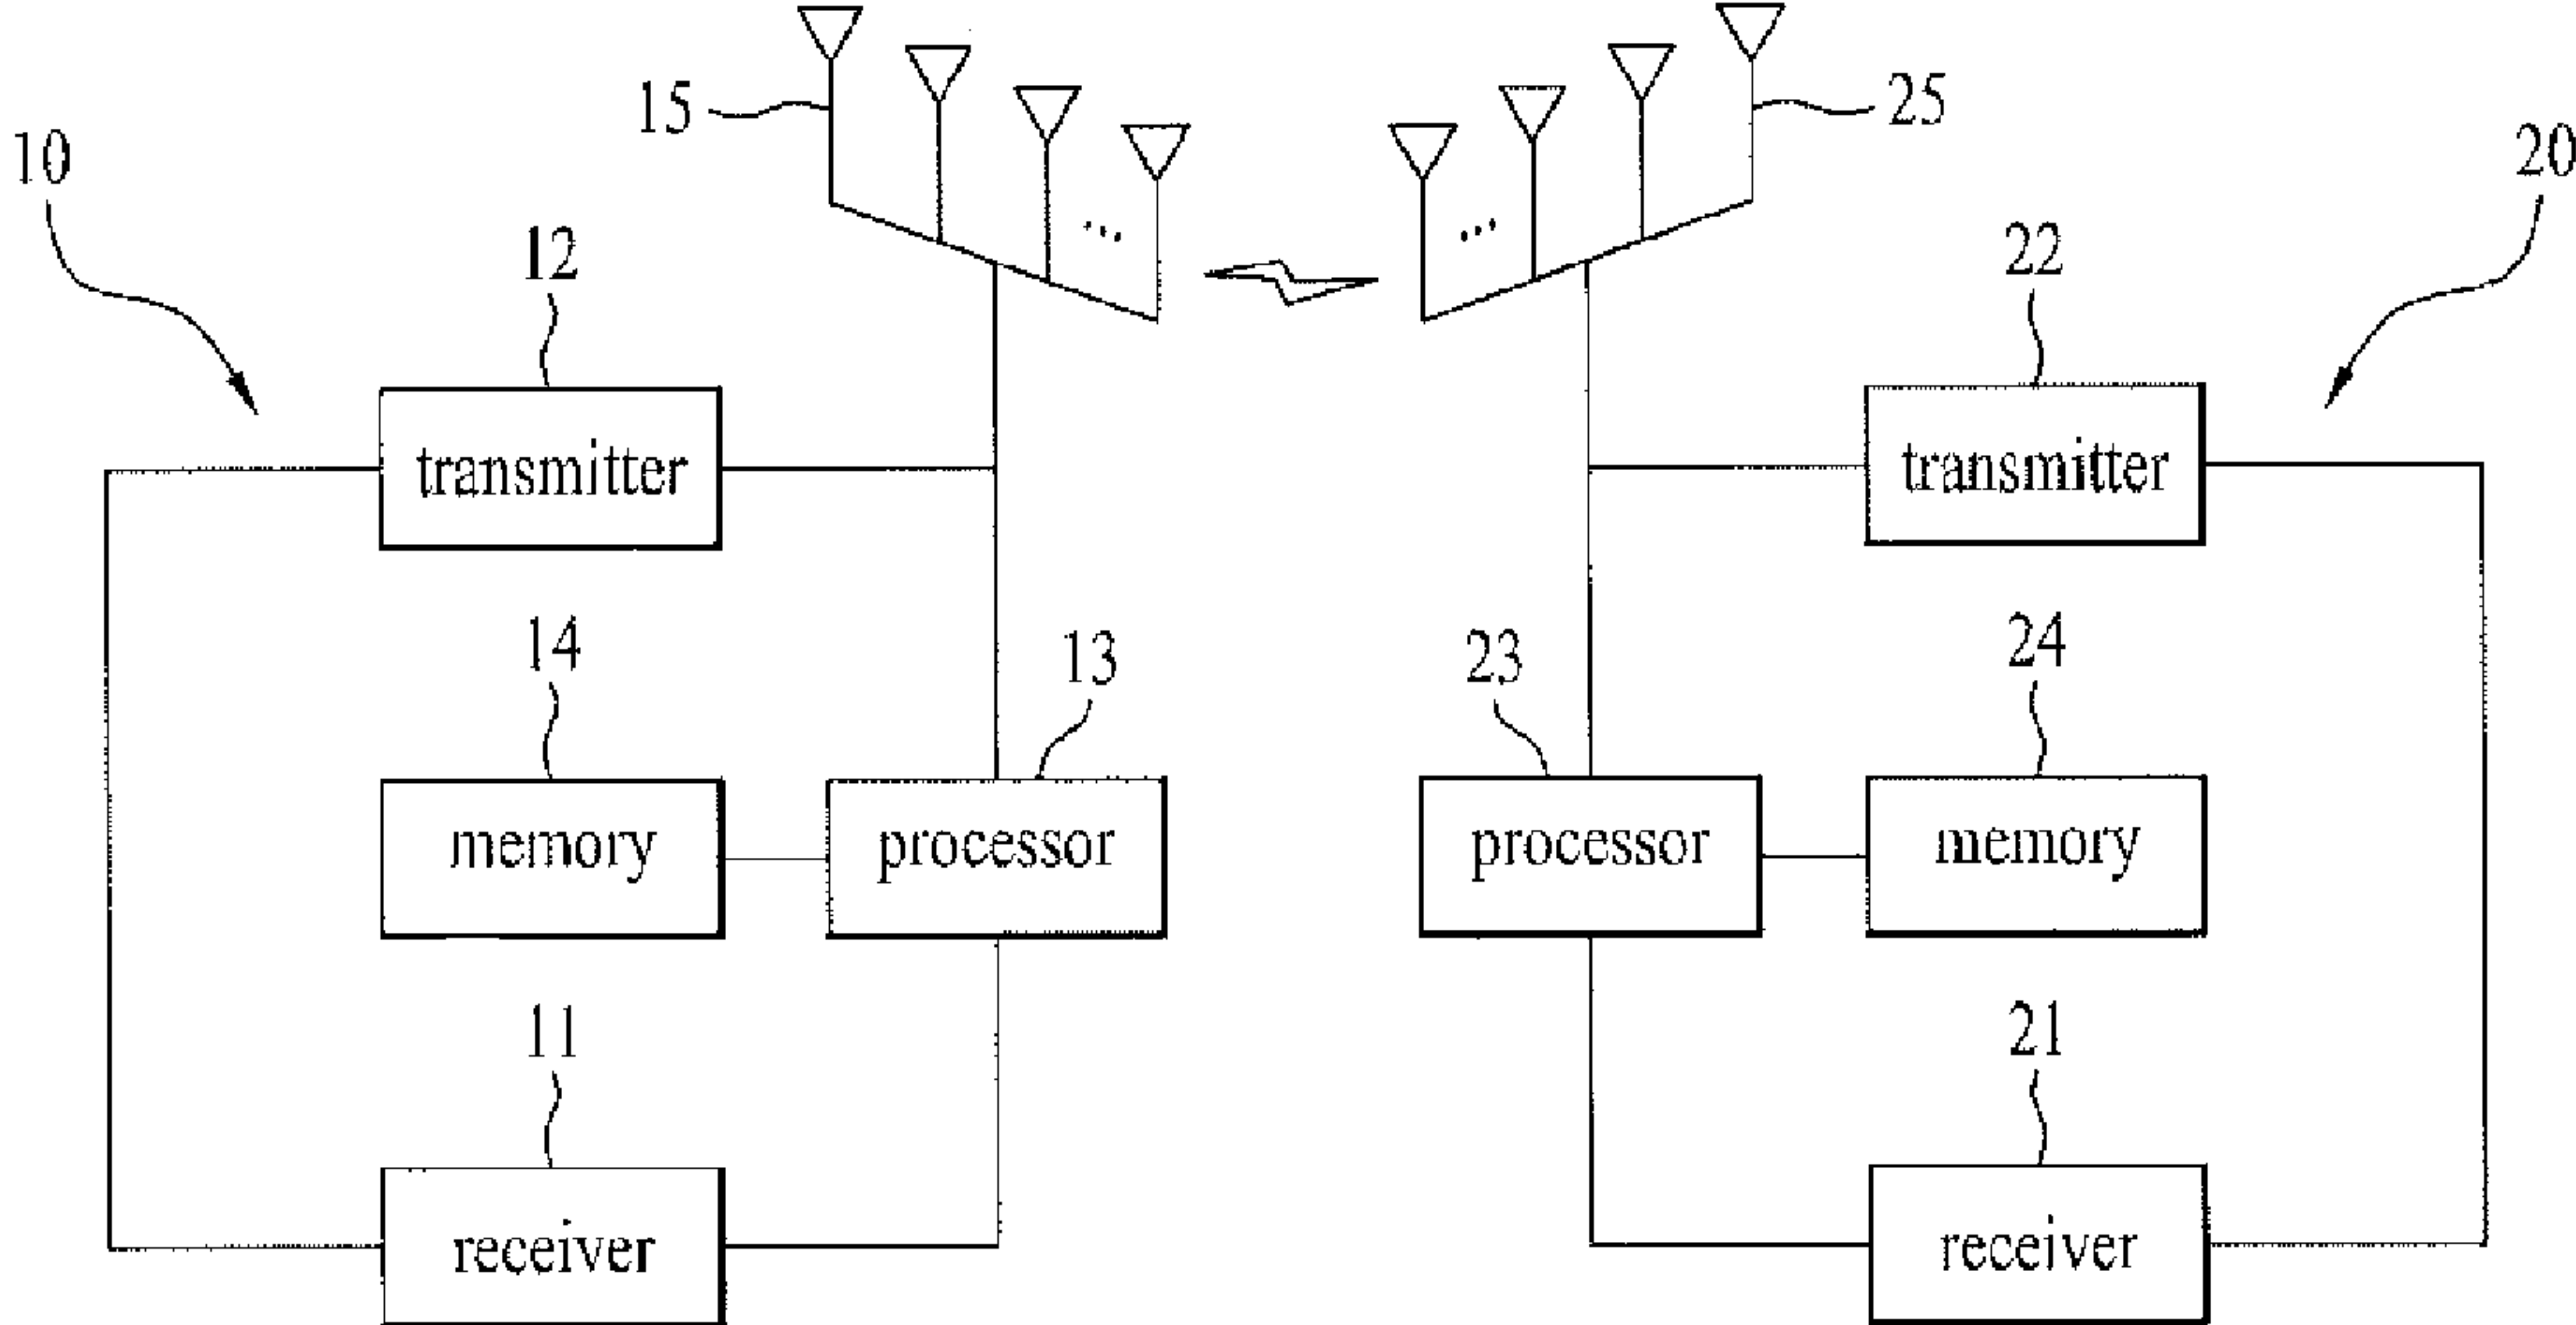 15
25
10
20
12
22
transmitter
transmitter
14
13
23
24
memory
processor
processor
memory
11
21
receiver
receiver